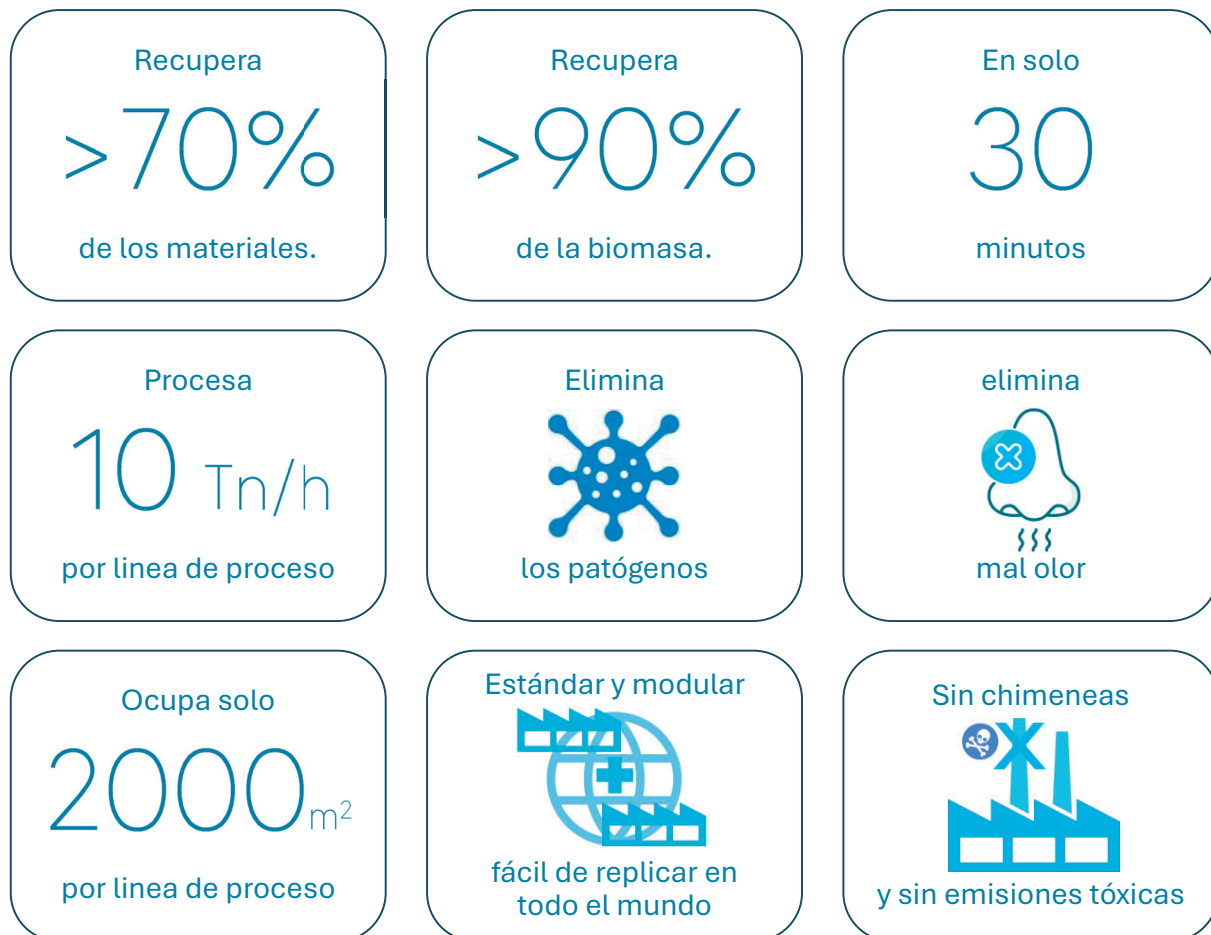 Recupera
>70%
de los materiales.
Recupera
>90%
de la biomasa.
En solo
30
minutos
Procesa
10 Tn/h
por linea de proceso
Elimina
los patógenos
elimina
mal olor
Ocupa solo
2000 m²
por linea de proceso
Estándar y modular
fácil de replicar en
todo el mundo
Sin chimeneas
y sin emisiones tóxicas